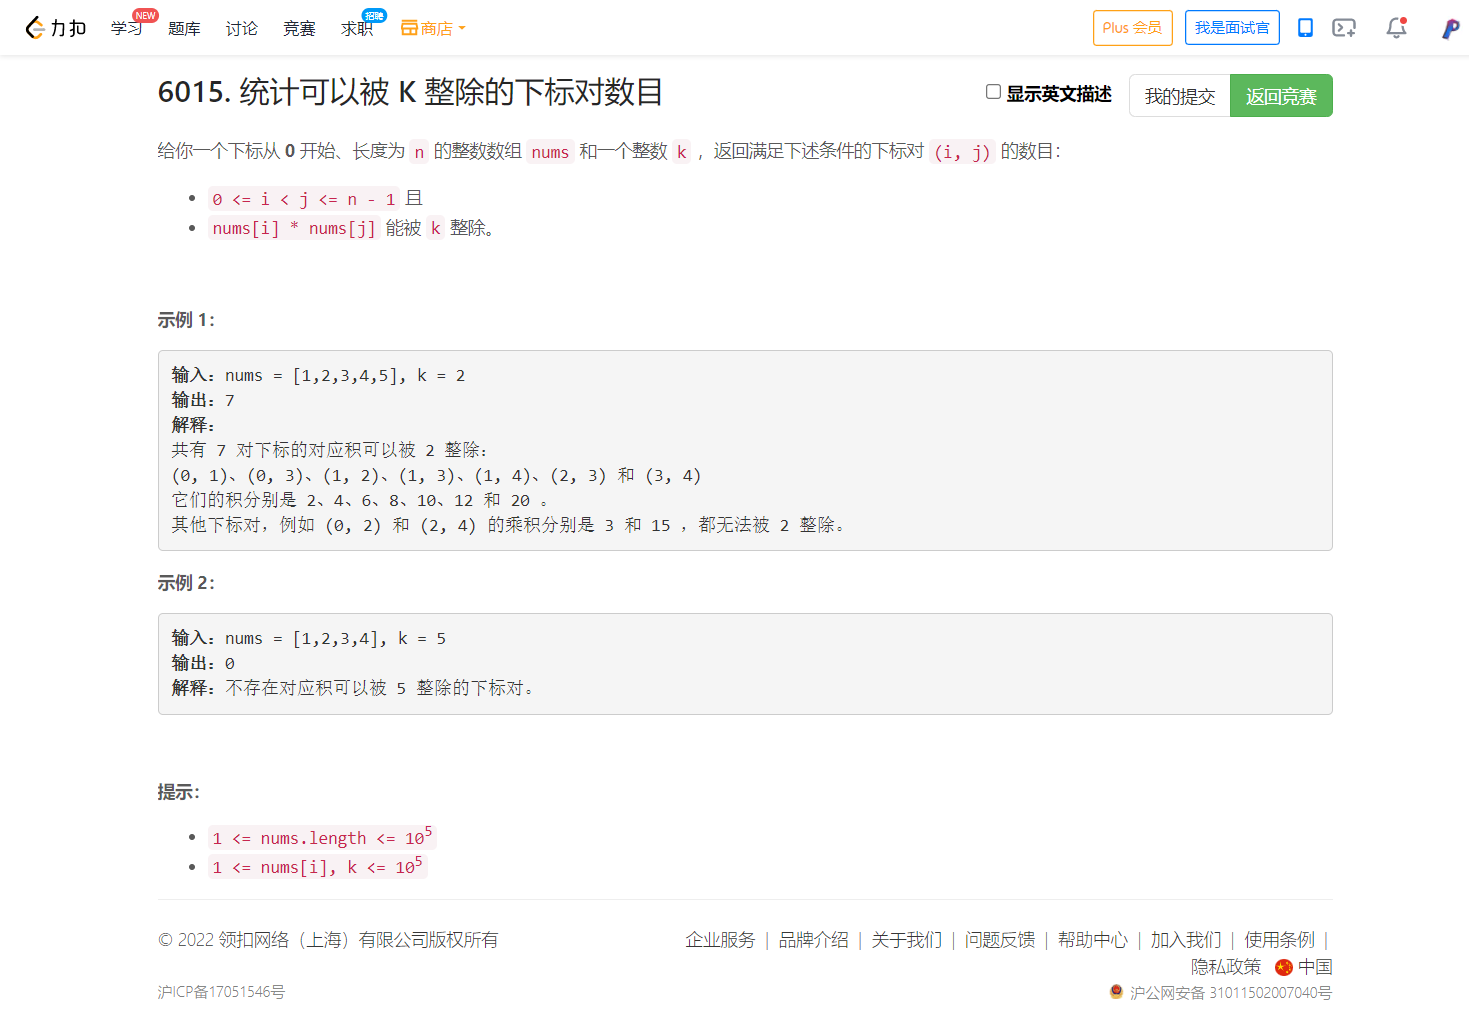 力扣 学习 NEW 题库 讨论 竞赛 求职 招聘 商店 Plus 会员 我是面试官
6015. 统计可以被 K 整除的下标对数目 显示英文描述 我的提交 返回竞赛
给你一个下标从 0 开始、长度为 n 的整数数组 nums 和一个整数 k ，返回满足下述条件的下标对 (i, j) 的数目：
0 <= i < j <= n - 1 且
nums[i] * nums[j] 能被 k 整除。
示例 1：
输入：nums = [1,2,3,4,5], k = 2
输出：7
解释：
共有 7 对下标的对应积可以被 2 整除：
(0, 1)、(0, 3)、(1, 2)、(1, 3)、(1, 4)、(2, 3) 和 (3, 4)
它们的积分别是 2、4、6、8、10、12 和 20 。
其他下标对，例如 (0, 2) 和 (2, 4) 的乘积分别是 3 和 15 ，都无法被 2 整除。
示例 2：
输入：nums = [1,2,3,4], k = 5
输出：0
解释：不存在对应积可以被 5 整除的下标对。
提示：
1 <= nums.length <= 10⁵
1 <= nums[i], k <= 10⁵
© 2022 领扣网络（上海）有限公司版权所有 企业服务 | 品牌介绍 | 关于我们 | 问题反馈 | 帮助中心 | 加入我们 | 使用条例 |
隐私政策 中国
沪ICP备17051546号 沪公网安备 31011502007040号